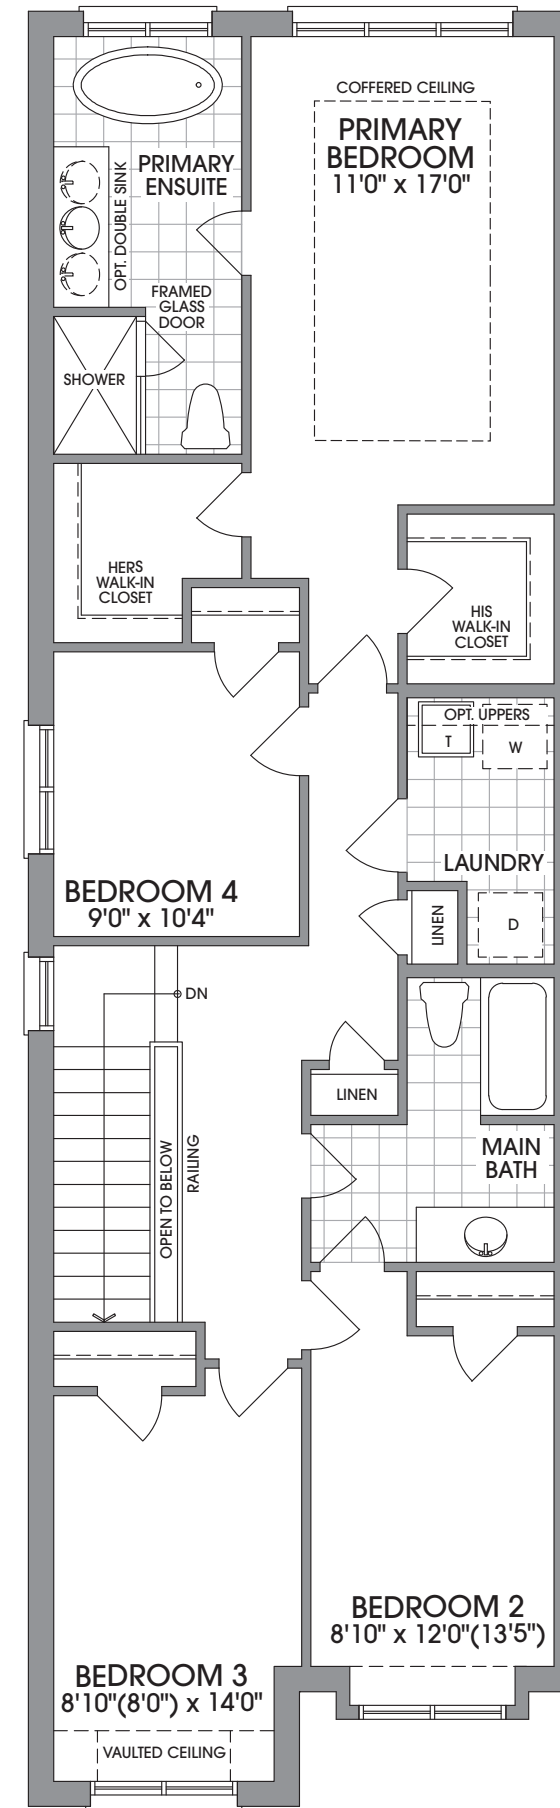 COFFERED CEILING
PRIMARY
BEDROOM
11'0" x 17'0"
PRIMARY
ENSUITE
OPT. DOUBLE SINK
FRAMED
GLASS
DOOR
SHOWER
HERS
WALK-IN
CLOSET
HIS
WALK-IN
CLOSET
OPT. UPPERS
T
W
LAUNDRY
BEDROOM 4
9'0" x 10'4"
LINEN
D
DN
LINEN
MAIN
BATH
OPEN TO BELOW
RAILING
BEDROOM 2
8'10" x 12'0"(13'5")
BEDROOM 3
8'10"(8'0") x 14'0"
VAULTED CEILING